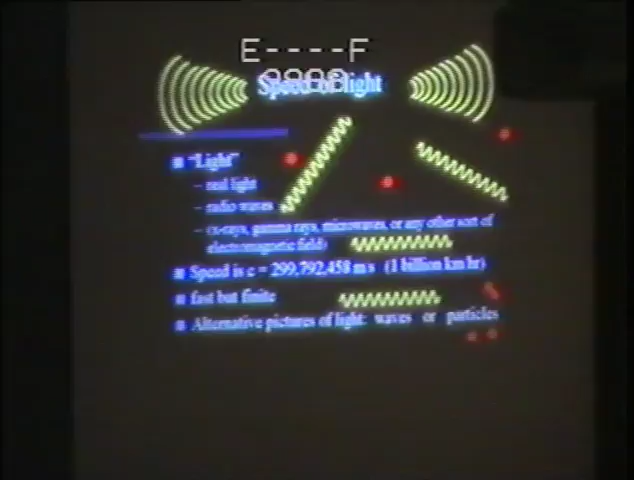 E----F
Speed of light
"Light"
– real light
– radio waves
– (x-rays, gamma rays, microwaves, or any other sort of
electromagnetic field)
Speed is c = 299,792,458 m/s (1 billion km/hr)
fast but finite
Alternative pictures of light: waves or particles